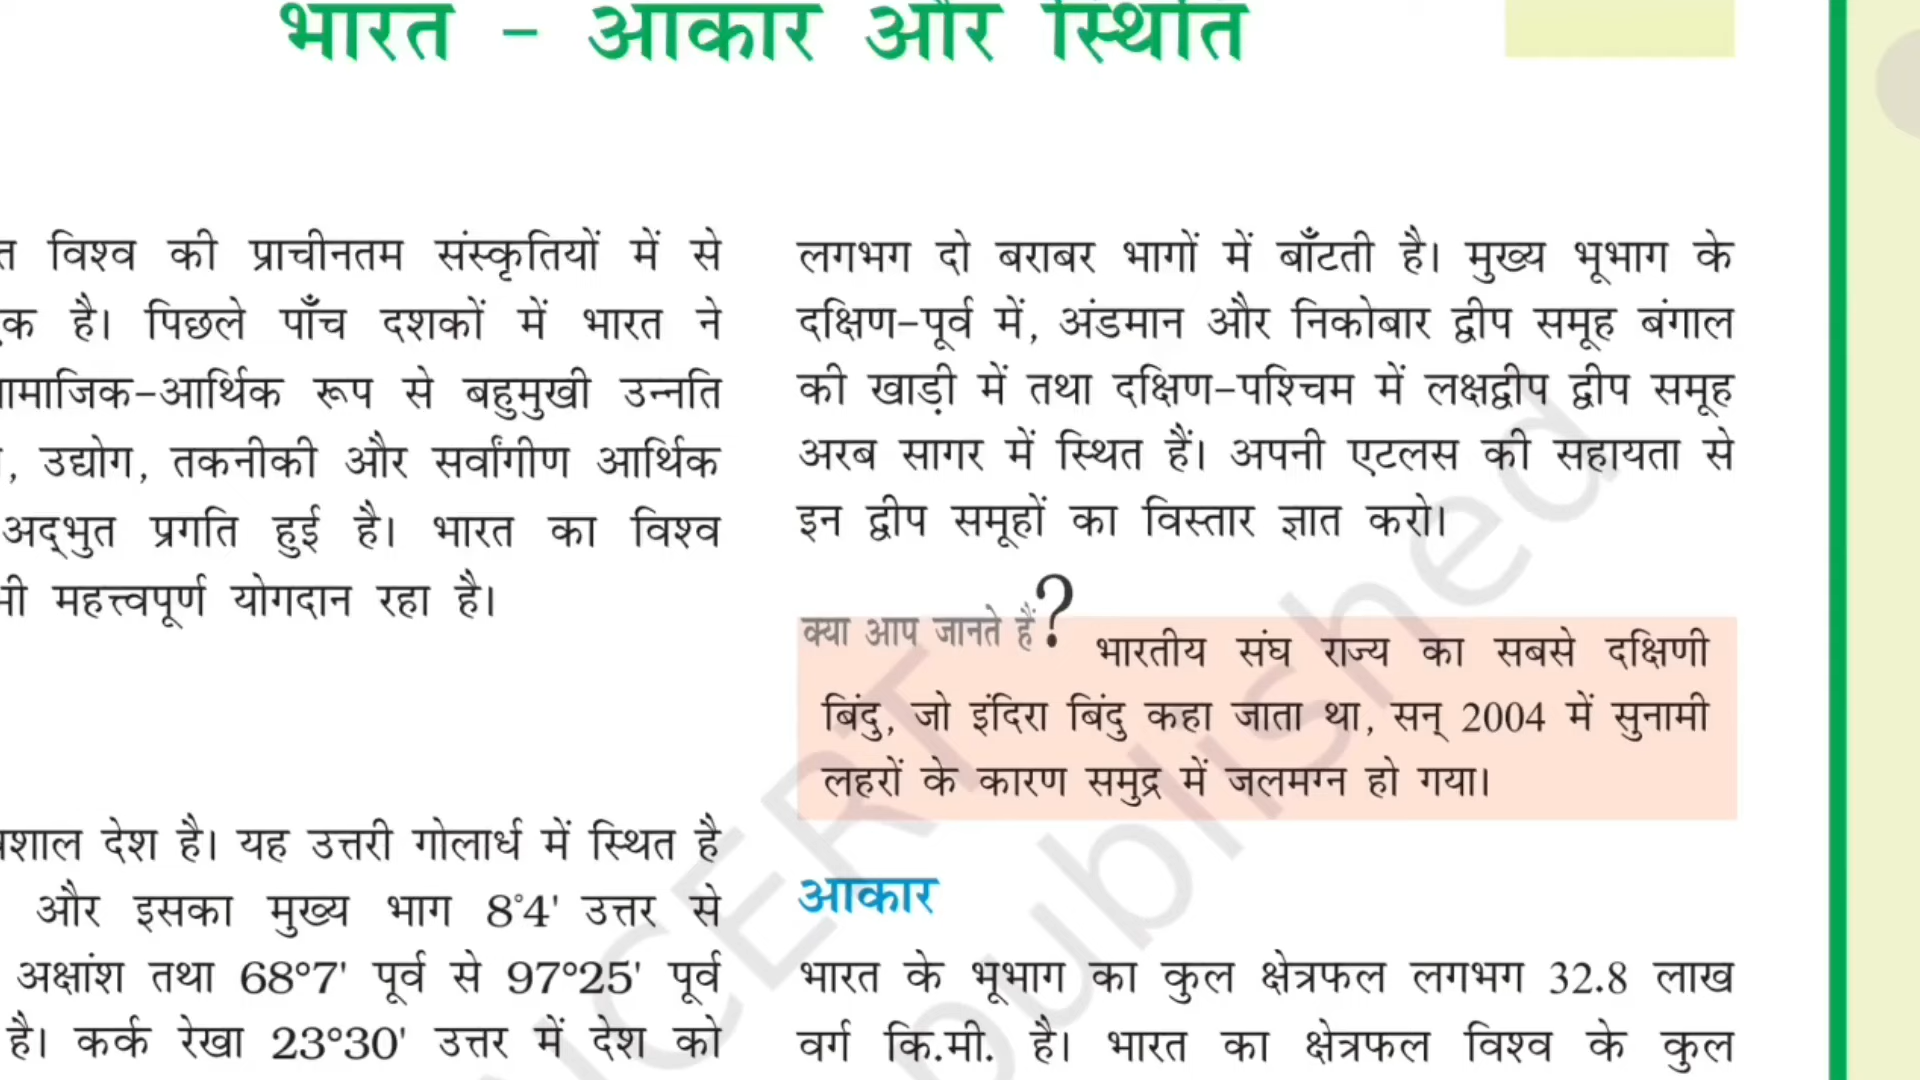 भारत - आकार और स्थिति
विश्व की प्राचीनतम संस्कृतियों में से
है। पिछले पाँच दशकों में भारत ने
सामाजिक-आर्थिक रूप से बहुमुखी उन्नति
, उद्योग, तकनीकी और सर्वांगीण आर्थिक
अद्भुत प्रगति हुई है। भारत का विश्व
महत्त्वपूर्ण योगदान रहा है।
देश है। यह उत्तरी गोलार्ध में स्थित है
और इसका मुख्य भाग 8°4' उत्तर से
अक्षांश तथा 68°7' पूर्व से 97°25' पूर्व
है। कर्क रेखा 23°30' उत्तर में देश को
लगभग दो बराबर भागों में बाँटती है। मुख्य भूभाग के
दक्षिण-पूर्व में, अंडमान और निकोबार द्वीप समूह बंगाल
की खाड़ी में तथा दक्षिण-पश्चिम में लक्षद्वीप द्वीप समूह
अरब सागर में स्थित हैं। अपनी एटलस की सहायता से
इन द्वीप समूहों का विस्तार ज्ञात करो।
क्या आप जानते हैं?
भारतीय संघ राज्य का सबसे दक्षिणी
बिंदु, जो इंदिरा बिंदु कहा जाता था, सन् 2004 में सुनामी
लहरों के कारण समुद्र में जलमग्न हो गया।
आकार
भारत के भूभाग का कुल क्षेत्रफल लगभग 32.8 लाख
वर्ग कि.मी. है। भारत का क्षेत्रफल विश्व के कुल
NCERT
published